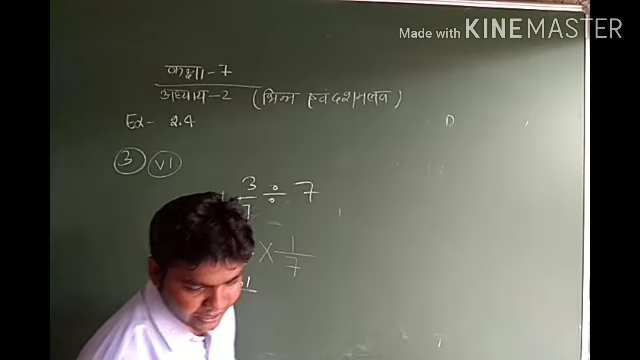 Made with KINEMASTER
कक्षा-7
अध्याय-2 (भिन्न एवं दशमलव)
Ex- 2.4
3 VI
3/7 ÷ 7
× 1/7